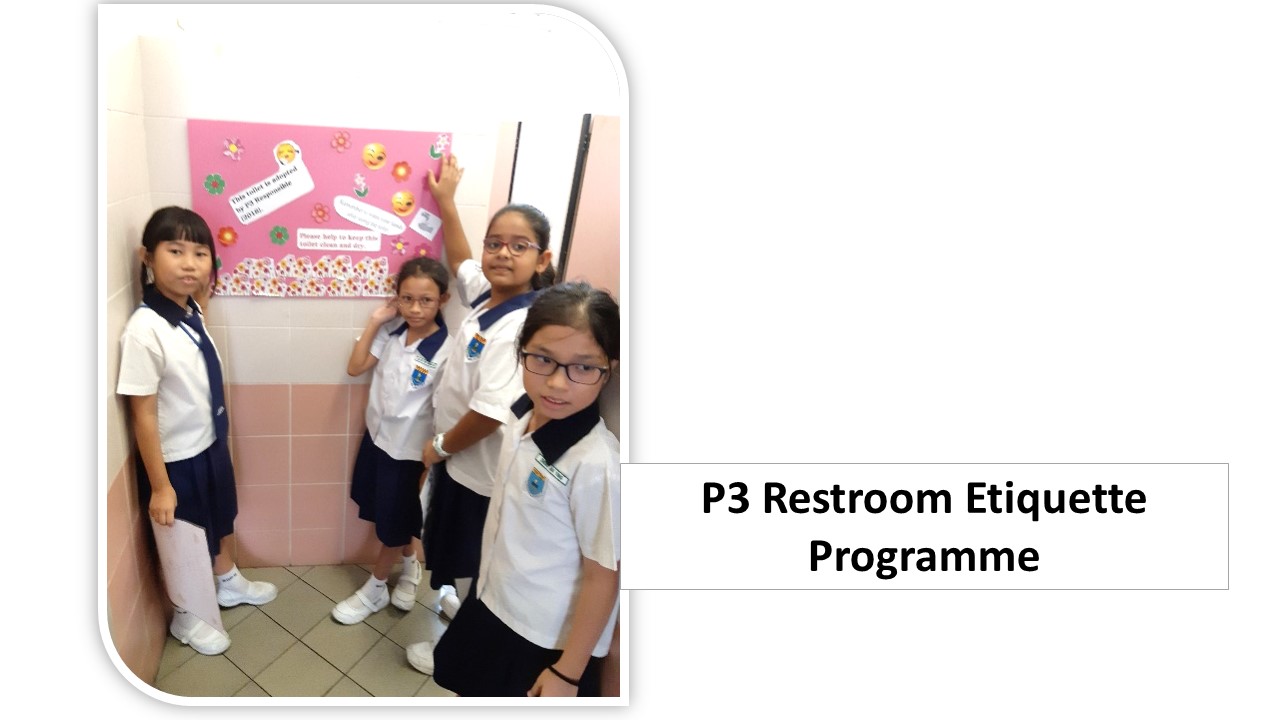 This toilet is adopted
by P3 Responsible
(2018).
Please help to keep this
toilet clean and dry.
P3 Restroom Etiquette
Programme